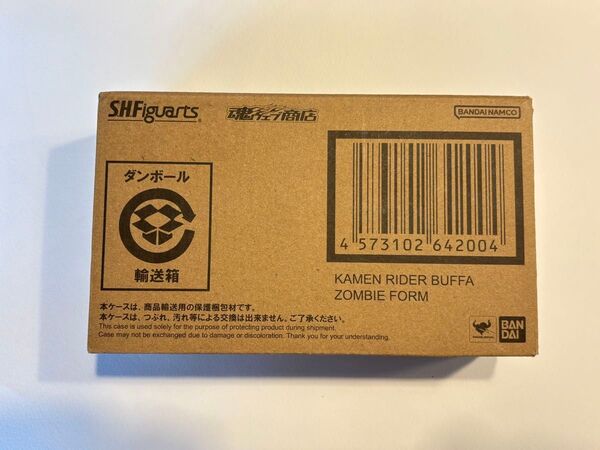 S.H.Figuarts
魂ウェブ商店
BANDAI NAMCO
ダンボール
輸送箱
4 573102 642004
KAMEN RIDER BUFFA
ZOMBIE FORM
本ケースは、商品輸送用の保護梱包材です。
本ケースは、つぶれ、汚れ等による交換は出来ません。ご了承ください。
This case is used solely for the purpose of protecting product during shipment.
Case may not be exchanged due to damage or discoloration. Thank you for your understanding.
BAN
DAI